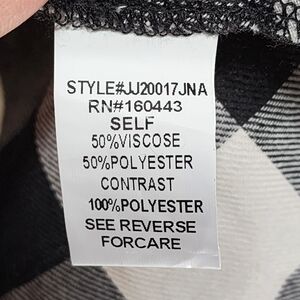 STYLE#JJ20017JNA
RN#160443
SELF
50%VISCOSE
50%POLYESTER
CONTRAST
100%POLYESTER
SEE REVERSE
FORCARE